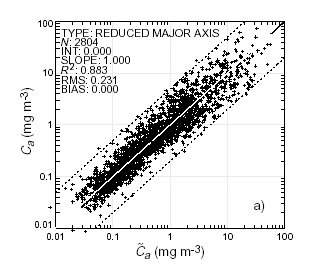 100
TYPE: REDUCED MAJOR AXIS
N: 2804
INT: 0.000
SLOPE: 1.000
R²: 0.883
RMS: 0.231
BIAS: 0.000
10
Cₐ (mg m-3)
1
0.1
a)
0.01
0.01 0.1 1 10 100
C̃ₐ (mg m-3)